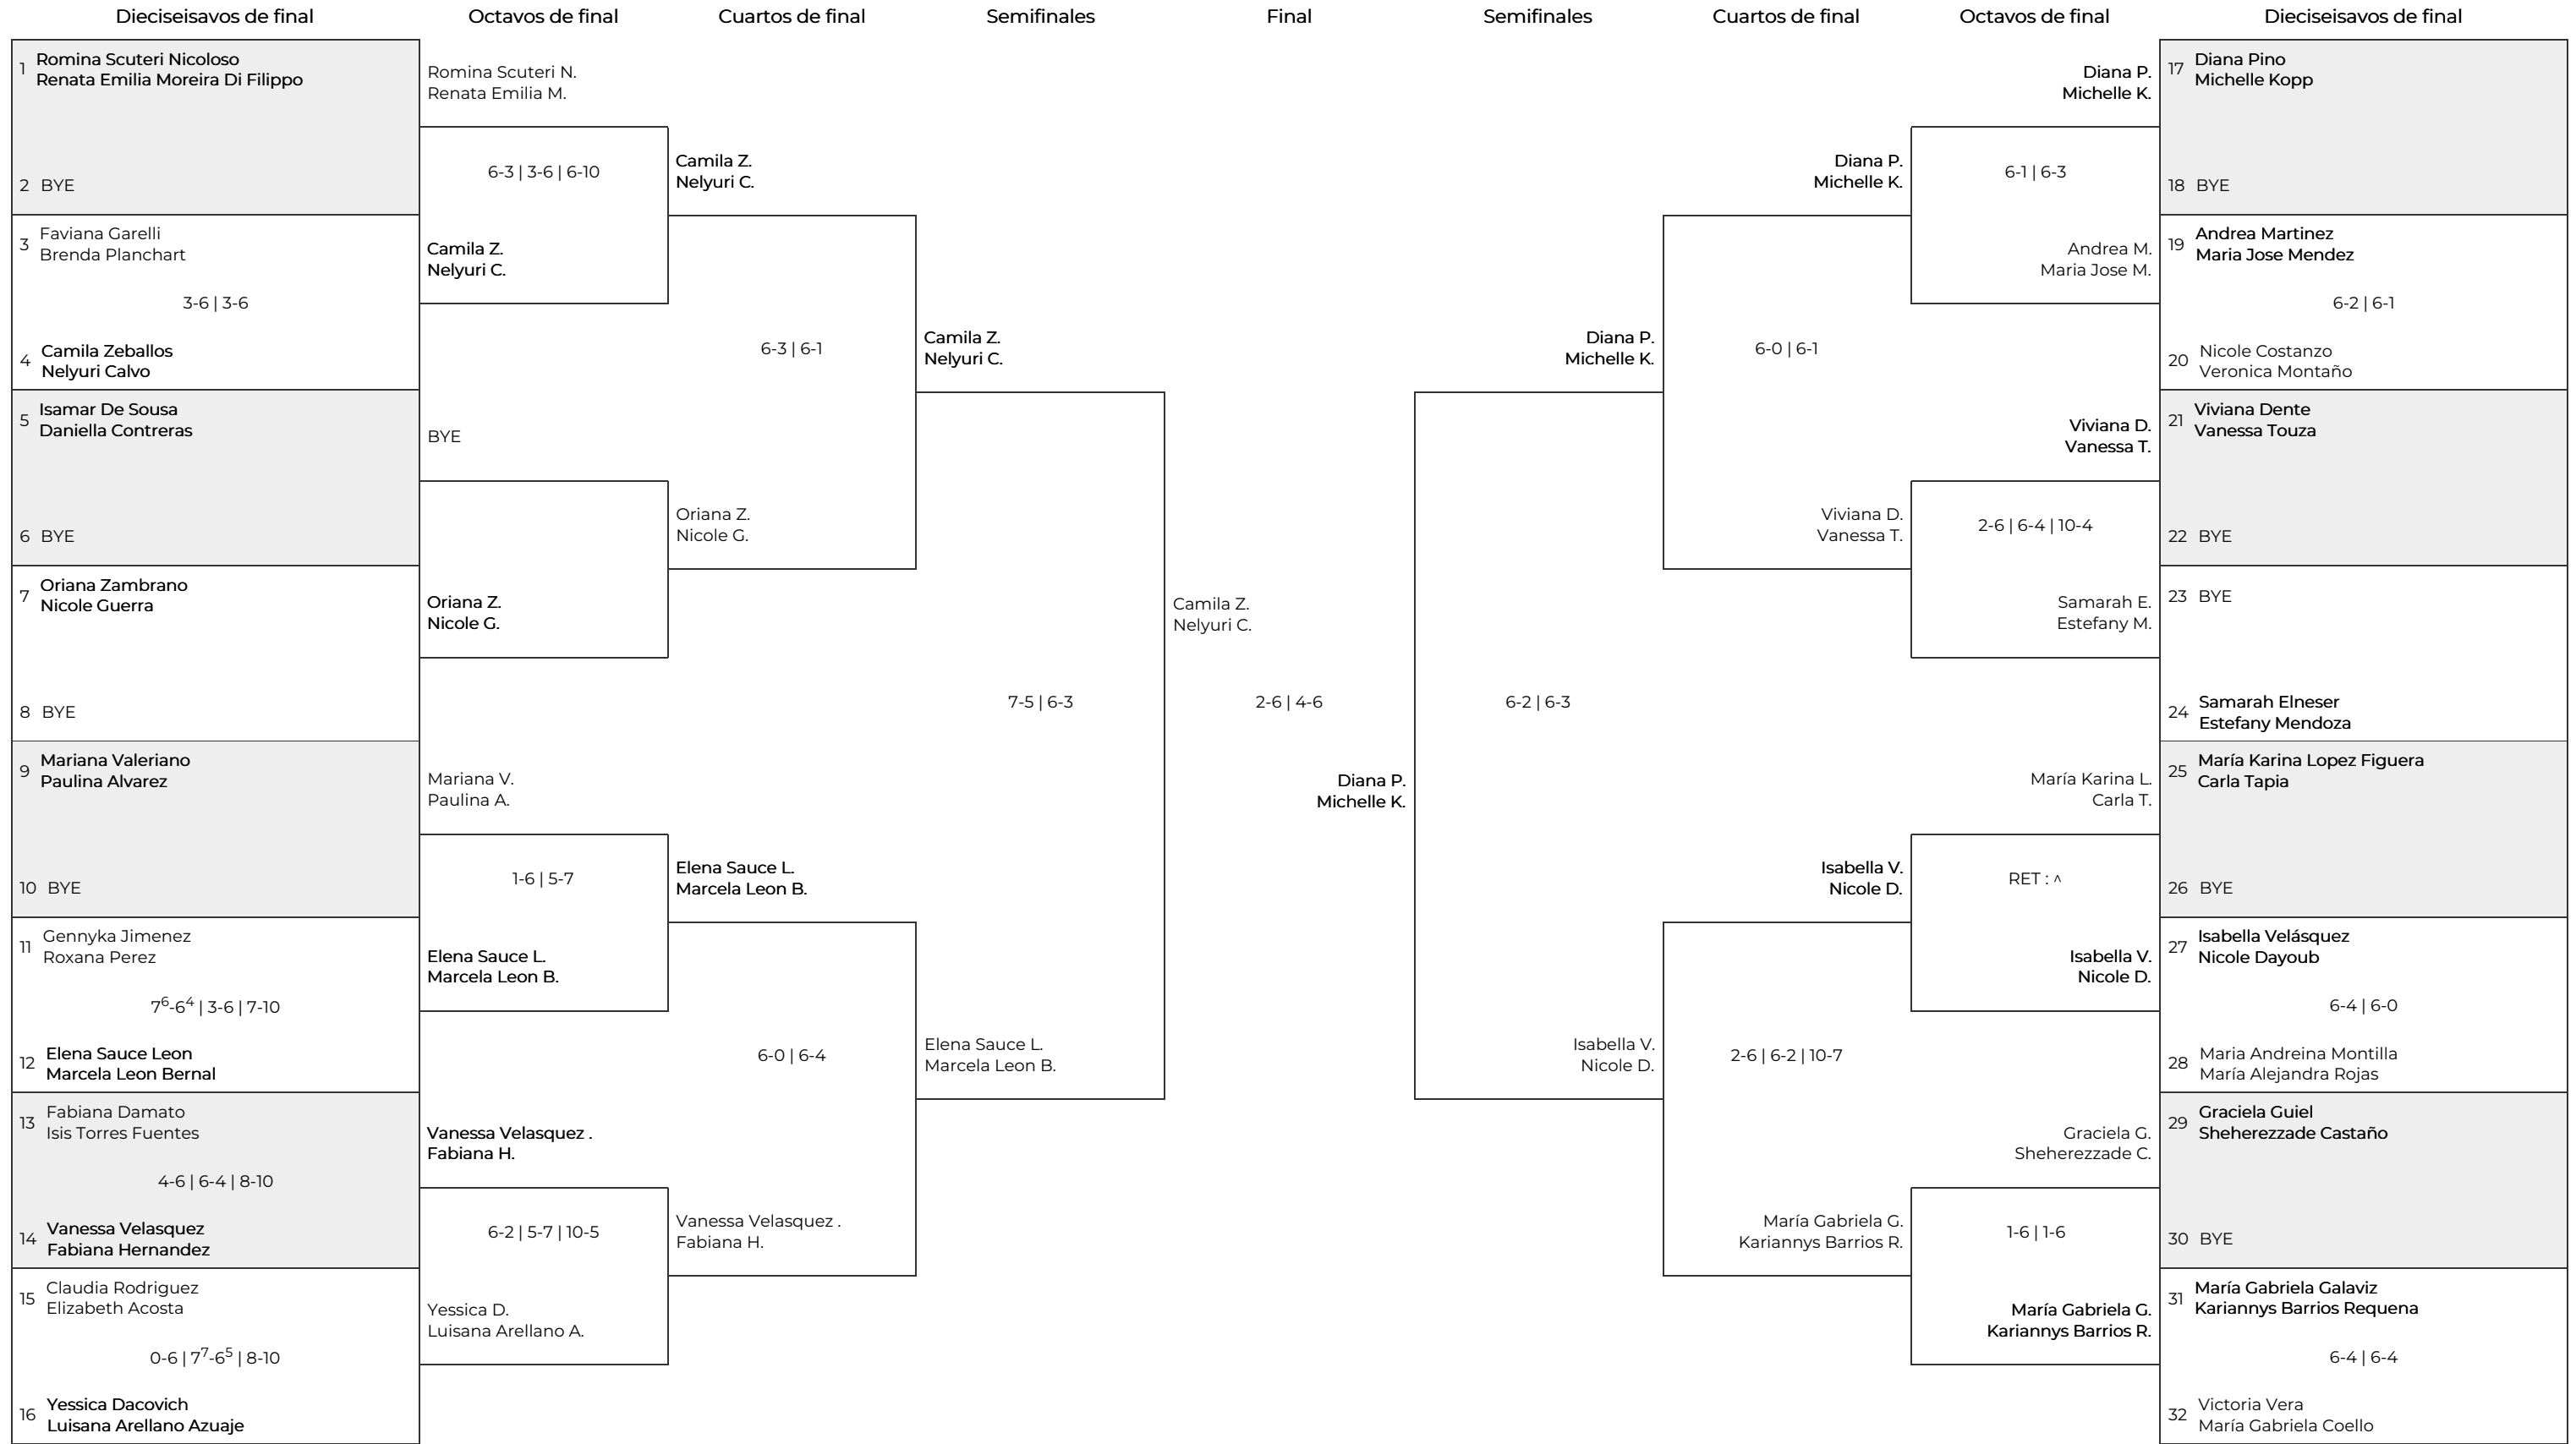 Dieciseisavos de final
Octavos de final
Cuartos de final
Semifinales
Final
Semifinales
Cuartos de final
Octavos de final
Dieciseisavos de final
1 Romina Scuteri Nicoloso
Renata Emilia Moreira Di Filippo
2 BYE
3 Faviana Garelli
Brenda Planchart
3-6 | 3-6
4 Camila Zeballos
Nelyuri Calvo
5 Isamar De Sousa
Daniella Contreras
6 BYE
7 Oriana Zambrano
Nicole Guerra
8 BYE
9 Mariana Valeriano
Paulina Alvarez
10 BYE
11 Gennyka Jimenez
Roxana Perez
7⁶-6⁴ | 3-6 | 7-10
12 Elena Sauce Leon
Marcela Leon Bernal
13 Fabiana Damato
Isis Torres Fuentes
4-6 | 6-4 | 8-10
14 Vanessa Velasquez
Fabiana Hernandez
15 Claudia Rodriguez
Elizabeth Acosta
0-6 | 7⁷-6⁵ | 8-10
16 Yessica Dacovich
Luisana Arellano Azuaje
Romina Scuteri N.
Renata Emilia M.
6-3 | 3-6 | 6-10
Camila Z.
Nelyuri C.
BYE
Oriana Z.
Nicole G.
Mariana V.
Paulina A.
1-6 | 5-7
Elena Sauce L.
Marcela Leon B.
Vanessa Velasquez .
Fabiana H.
6-2 | 5-7 | 10-5
Yessica D.
Luisana Arellano A.
Camila Z.
Nelyuri C.
6-3 | 6-1
Oriana Z.
Nicole G.
Elena Sauce L.
Marcela Leon B.
6-0 | 6-4
Vanessa Velasquez .
Fabiana H.
Camila Z.
Nelyuri C.
7-5 | 6-3
Elena Sauce L.
Marcela Leon B.
Camila Z.
Nelyuri C.
2-6 | 4-6
Diana P.
Michelle K.
Diana P.
Michelle K.
6-2 | 6-3
Isabella V.
Nicole D.
Diana P.
Michelle K.
6-0 | 6-1
Viviana D.
Vanessa T.
Isabella V.
Nicole D.
2-6 | 6-2 | 10-7
María Gabriela G.
Kariannys Barrios R.
Diana P.
Michelle K.
6-1 | 6-3
Andrea M.
Maria Jose M.
Viviana D.
Vanessa T.
2-6 | 6-4 | 10-4
Samarah E.
Estefany M.
María Karina L.
Carla T.
RET : ^
Isabella V.
Nicole D.
Graciela G.
Sheherezzade C.
1-6 | 1-6
María Gabriela G.
Kariannys Barrios R.
17 Diana Pino
Michelle Kopp
18 BYE
19 Andrea Martinez
Maria Jose Mendez
6-2 | 6-1
20 Nicole Costanzo
Veronica Montaño
21 Viviana Dente
Vanessa Touza
22 BYE
23 BYE
24 Samarah Elneser
Estefany Mendoza
25 María Karina Lopez Figuera
Carla Tapia
26 BYE
27 Isabella Velásquez
Nicole Dayoub
6-4 | 6-0
28 Maria Andreina Montilla
María Alejandra Rojas
29 Graciela Guiel
Sheherezzade Castaño
30 BYE
31 María Gabriela Galaviz
Kariannys Barrios Requena
6-4 | 6-4
32 Victoria Vera
María Gabriela Coello